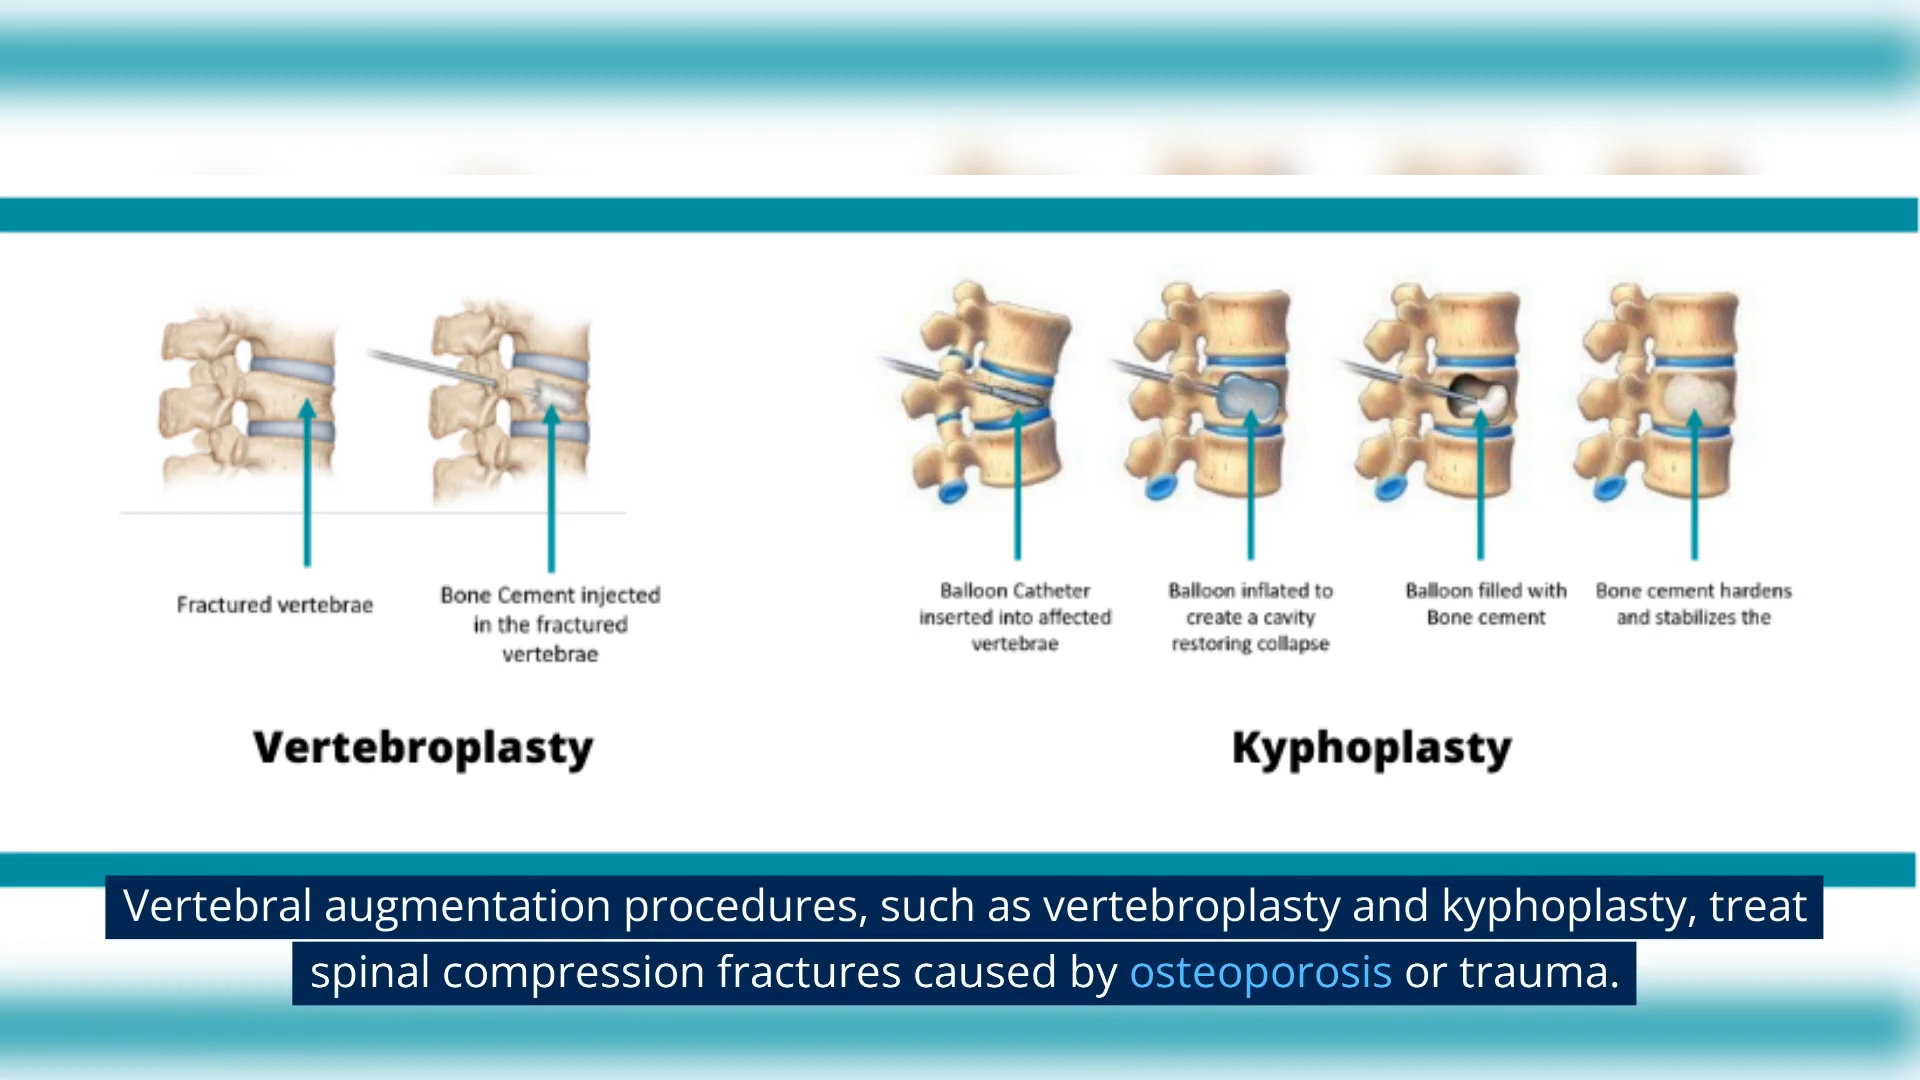 Fractured vertebrae
Bone Cement injected
in the fractured
vertebrae
Balloon Catheter
inserted into affected
vertebrae
Balloon inflated to
create a cavity
restoring collapse
Balloon filled with
Bone cement
Bone cement hardens
and stabilizes the
Vertebroplasty
Kyphoplasty
Vertebral augmentation procedures, such as vertebroplasty and kyphoplasty, treat
spinal compression fractures caused by osteoporosis or trauma.